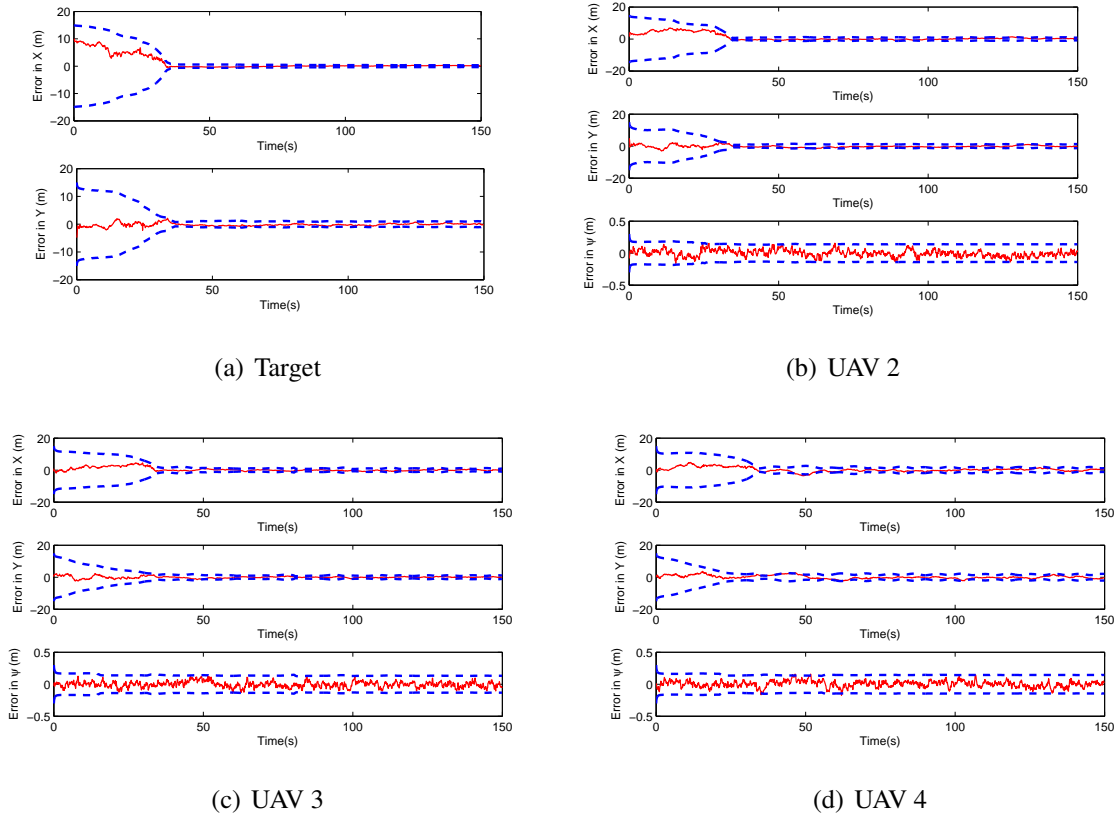 20
10
0
−10
−20
Error in X (m)
0 50 100 150
Time(s)
20
10
0
−10
−20
Error in Y (m)
0 50 100 150
Time(s)
(a) Target
20
0
−20
Error in X (m)
0 50 100 150
Time(s)
20
0
−20
Error in Y (m)
0 50 100 150
Time(s)
0.5
0
−0.5
Error in ψ (m)
0 50 100 150
Time(s)
(b) UAV 2
20
0
−20
Error in X (m)
0 50 100 150
Time(s)
20
0
−20
Error in Y (m)
0 50 100 150
Time(s)
0.5
0
−0.5
Error in ψ (m)
0 50 100 150
Time(s)
(c) UAV 3
20
0
−20
Error in X (m)
0 50 100 150
Time(s)
20
0
−20
Error in Y (m)
0 50 100 150
Time(s)
0.5
0
−0.5
Error in ψ (m)
0 50 100 150
Time(s)
(d) UAV 4